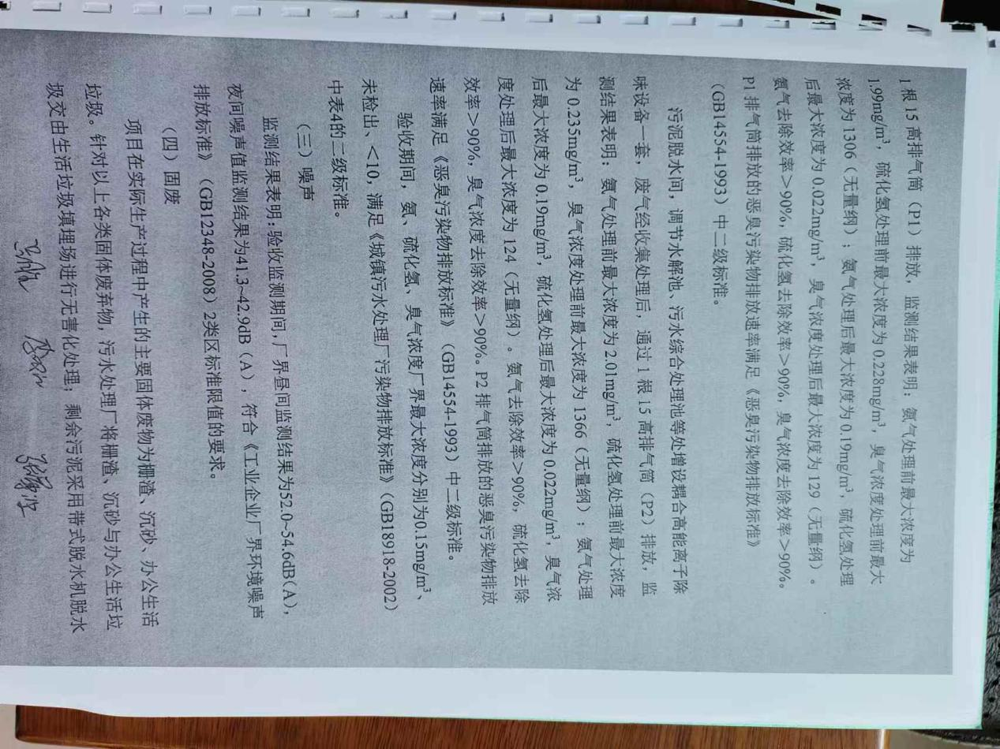 1 根 15 高排气筒（P1）排放，监测结果表明：氨气处理前最大浓度为
1.99mg/m³，硫化氢处理前最大浓度为 0.228mg/m³，臭气浓度处理前最大
浓度为 1306（无量纲）；氨气处理后最大浓度为 0.19mg/m³，硫化氢处理
后最大浓度为 0.022mg/m³，臭气浓度处理后最大浓度为 129（无量纲）。
氨气去除效率＞90%，硫化氢去除效率＞90%，臭气浓度去除效率＞90%。
P1 排气筒排放的恶臭污染物排放速率满足《恶臭污染物排放标准》
（GB14554-1993）中二级标准。
污泥脱水间，调节水解池、污水综合处理池等处增设耦合高能离子除
味设备一套，废气经收集处理后，通过 1 根 15 高排气筒（P2）排放，监
测结果表明：氨气处理前最大浓度为 2.01mg/m³，硫化氢处理前最大浓度
为 0.235mg/m³，臭气浓度处理前最大浓度为 1366（无量纲）；氨气处理
后最大浓度为 0.19mg/m³，硫化氢处理后最大浓度为 0.022mg/m³，臭气浓
度处理后最大浓度为 124（无量纲）。氨气去除效率＞90%，硫化氢去除
效率＞90%，臭气浓度去除效率＞90%。P2 排气筒排放的恶臭污染物排放
速率满足《恶臭污染物排放标准》（GB14554-1993）中二级标准。
验收期间，氨、硫化氢、臭气浓度厂界最大浓度分别为0.15mg/m³、
未检出、＜10，满足《城镇污水处理厂污染物排放标准》（GB18918-2002）
中表4的二级标准。
（三）噪声
监测结果表明：验收监测期间，厂界昼间监测结果为52.0~54.6dB（A），
夜间噪声值监测结果为41.3~42.9dB（A），符合《工业企业厂界环境噪声
排放标准》（GB12348-2008）2类区标准限值的要求。
（四）固废
项目在实际生产过程中产生的主要固体废物为栅渣、沉砂、办公生活
垃圾。针对以上各类固体废弃物，污水处理厂将栅渣、沉砂与办公生活垃
圾交由生活垃圾填埋场进行无害化处理；剩余污泥采用带式脱水机脱水